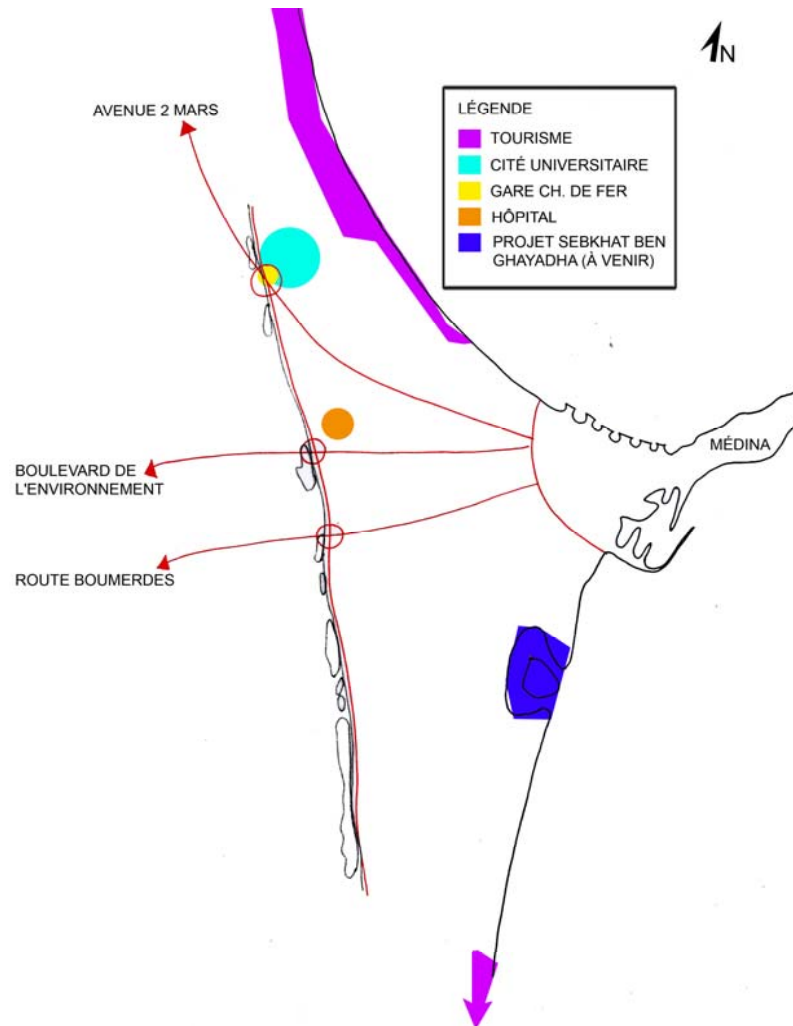 N
AVENUE 2 MARS
LÉGENDE
TOURISME
CITÉ UNIVERSITAIRE
GARE CH. DE FER
HÔPITAL
PROJET SEBKHAT BEN
GHAYADHA (À VENIR)
MÉDINA
BOULEVARD DE
L'ENVIRONNEMENT
ROUTE BOUMERDES